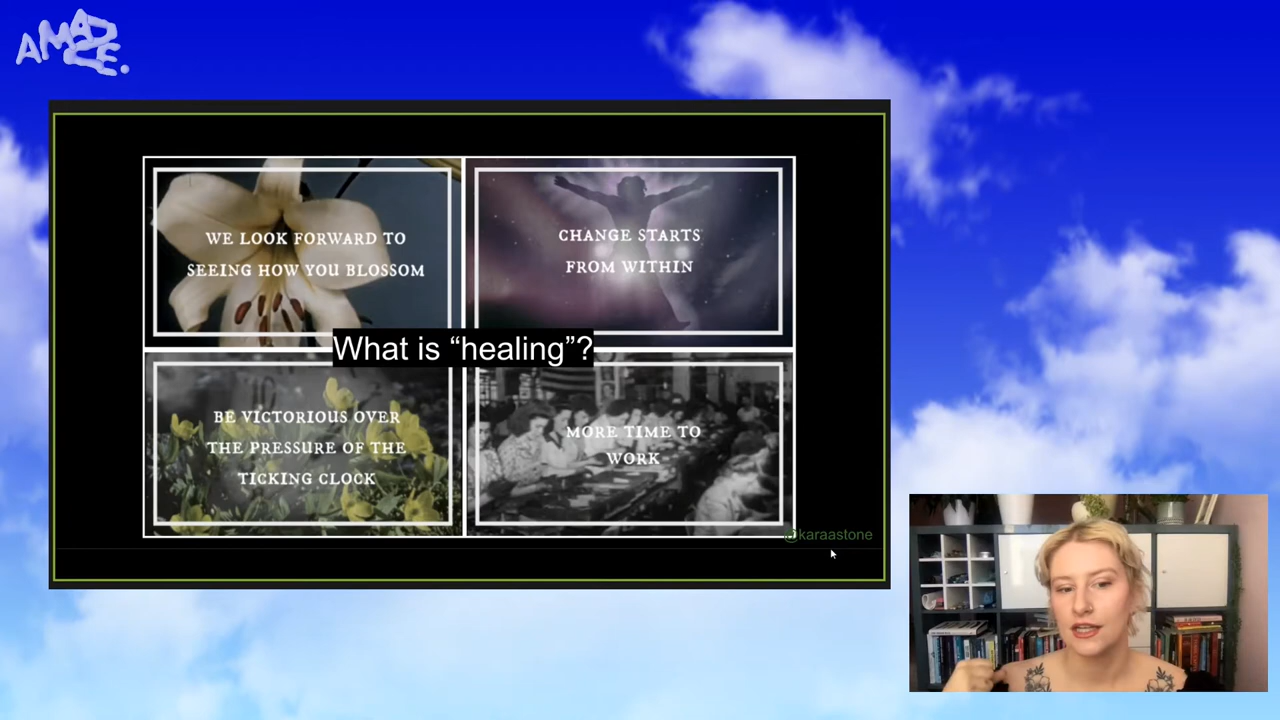 AMAZE.
WE LOOK FORWARD TO
SEEING HOW YOU BLOSSOM
CHANGE STARTS
FROM WITHIN
What is “healing”?
BE VICTORIOUS OVER
THE PRESSURE OF THE
TICKING CLOCK
MORE TIME TO
WORK
@karaastone